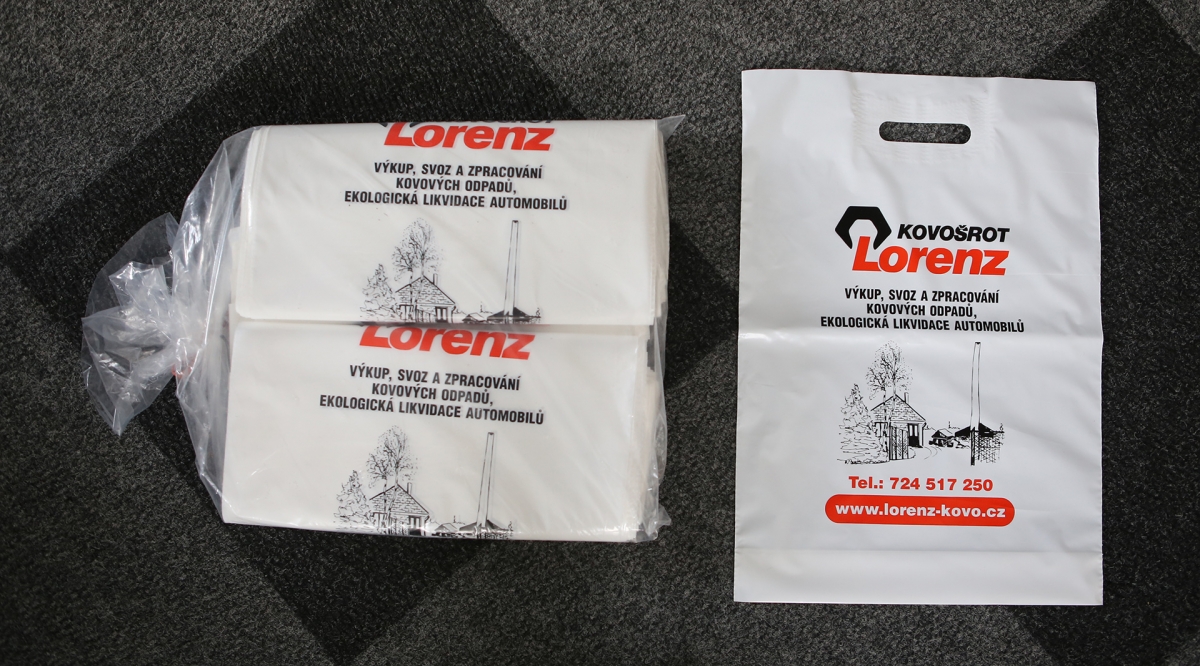 Lorenz
VÝKUP, SVOZ A ZPRACOVÁNÍ
KOVOVÝCH ODPADŮ,
EKOLOGICKÁ LIKVIDACE AUTOMOBILŮ
Lorenz
VÝKUP, SVOZ A ZPRACOVÁNÍ
KOVOVÝCH ODPADŮ,
EKOLOGICKÁ LIKVIDACE AUTOMOBILŮ
KOVOŠROT
Lorenz
VÝKUP, SVOZ A ZPRACOVÁNÍ
KOVOVÝCH ODPADŮ,
EKOLOGICKÁ LIKVIDACE AUTOMOBILŮ
Tel.: 724 517 250
www.lorenz-kovo.cz